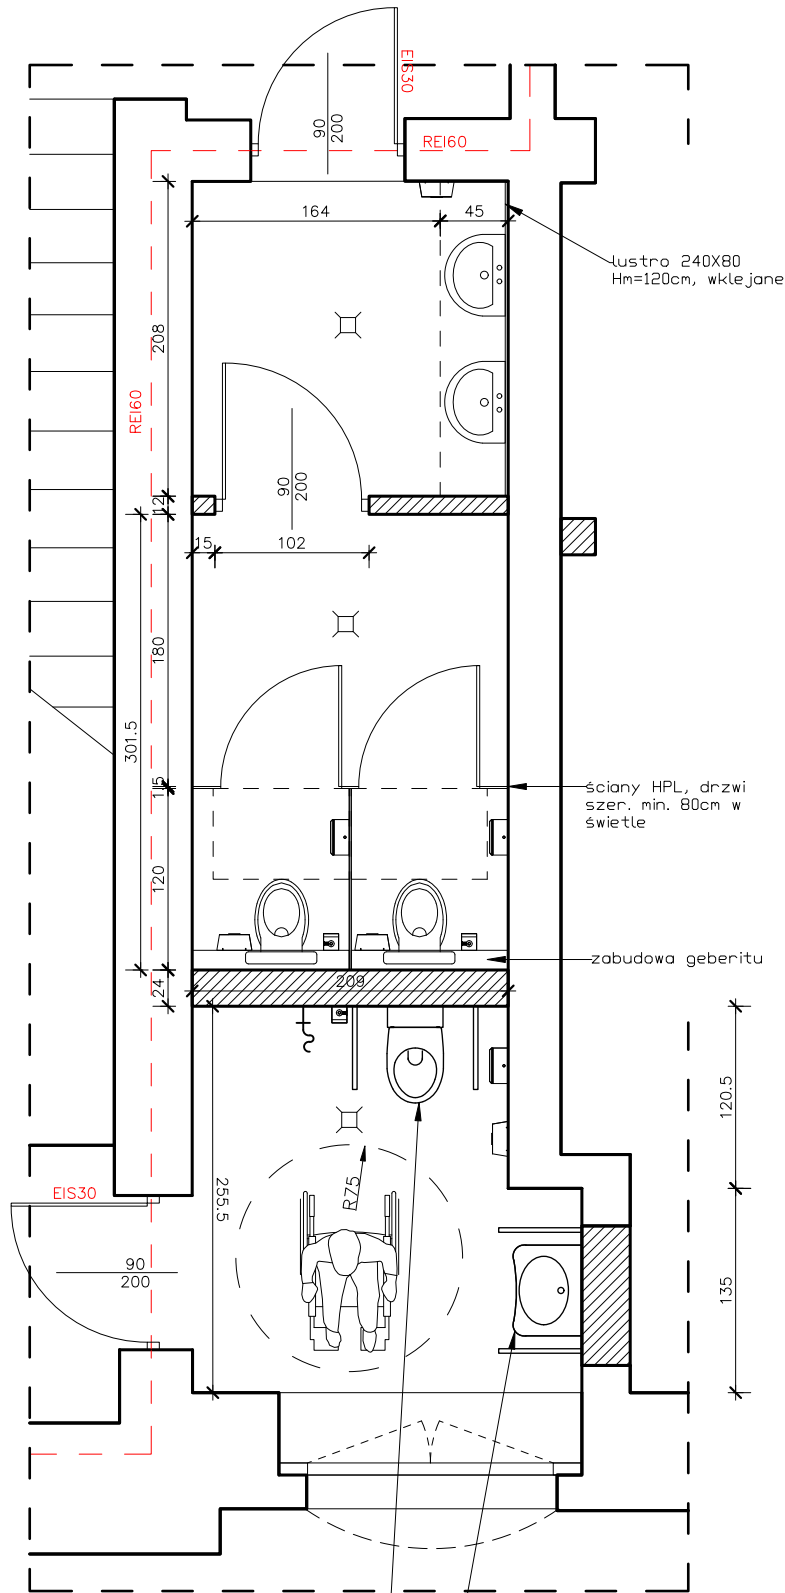 EIS30
90
200
REI60
164
45
lustro 240X80
Hm=120cm, wklejane
208
REI60
90
200
12
15
102
180
301.5
1.5
ściany HPL, drzwi
szer. min. 80cm w
świetle
120
zabudowa geberitu
24
209
120.5
R75
255.5
EIS30
90
200
135